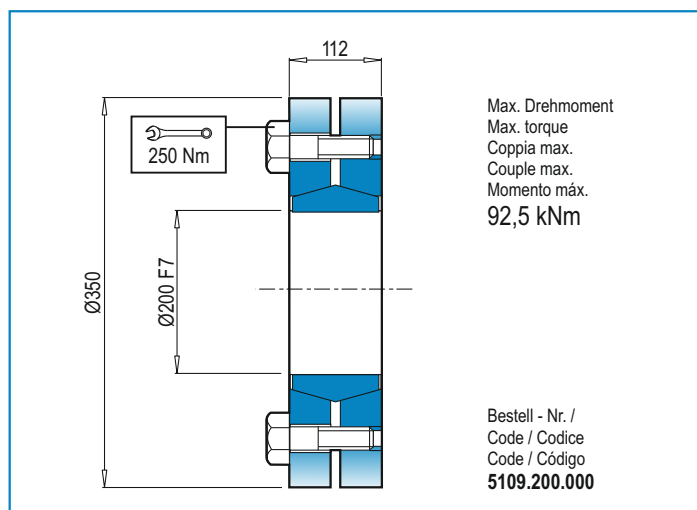 112
250 Nm
Ø350
Ø200 F7
Max. Drehmoment
Max. torque
Coppia max.
Couple max.
Momento máx.
92,5 kNm
Bestell - Nr. /
Code / Codice
Code / Código
5109.200.000